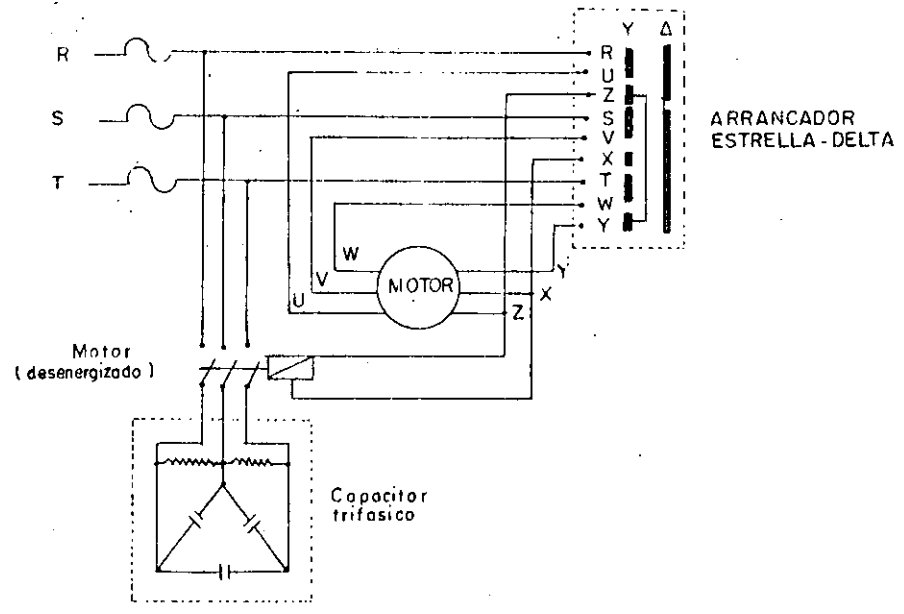 R
S
T
Y Δ
R
U
Z
S
V
X
T
W
Y
ARRANCADOR
ESTRELLA-DELTA
W
V
U
MOTOR
Y
X
Z
Motor
(desenergizado)
Capacitor
trifasico